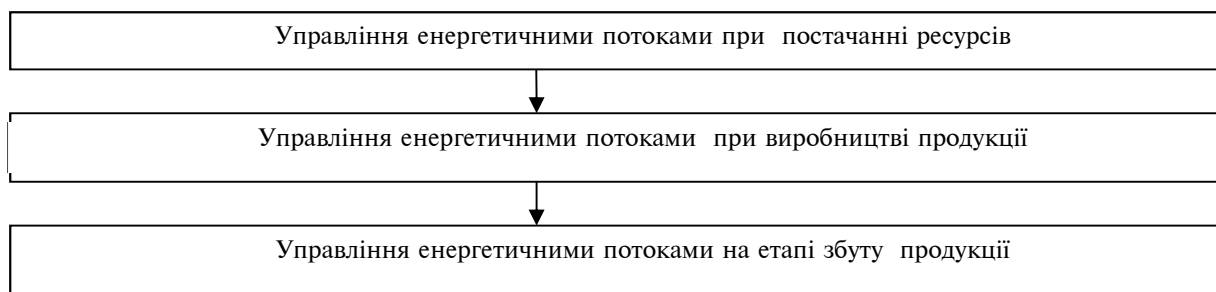 Управління енергетичними потоками при постачанні ресурсів
Управління енергетичними потоками при виробництві продукції
Управління енергетичними потоками на етапі збуту продукції